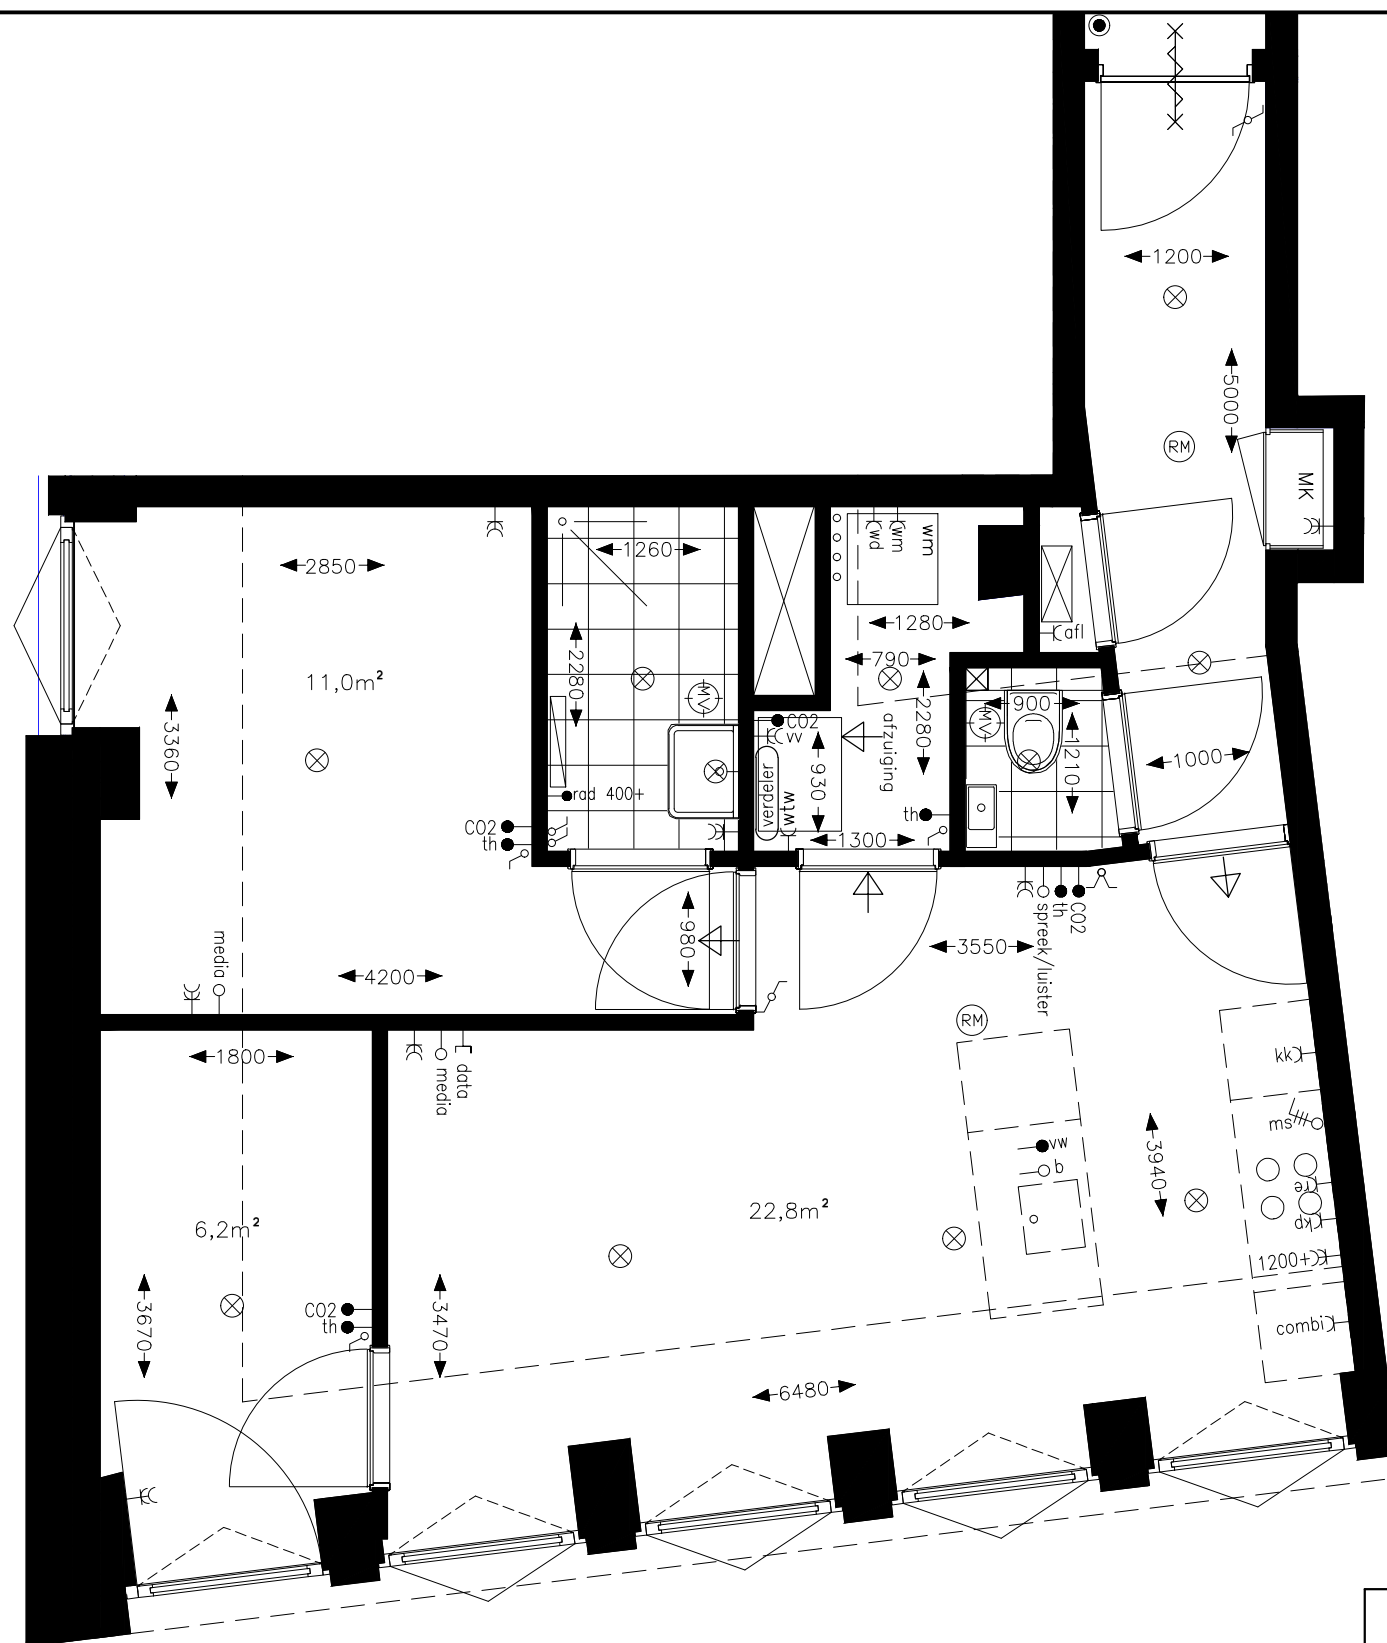 1200
5000
RM
MK
2850
1260
wd
wm
wm
1280
Cafl
790
11,0m²
2280
MV
900
MV
1210
2280
3360
CO2
vv
afzuiging
930
verdeler
wtw
1000
rad 400+
CO2
th
th
1300
980
CO2
th
spreek/luister
3550
media
4200
RM
1800
data
media
kk
ms
vw
b
3940
re
kp
1200+
combi
22,8m²
6,2m²
CO2
th
3670
3470
6480